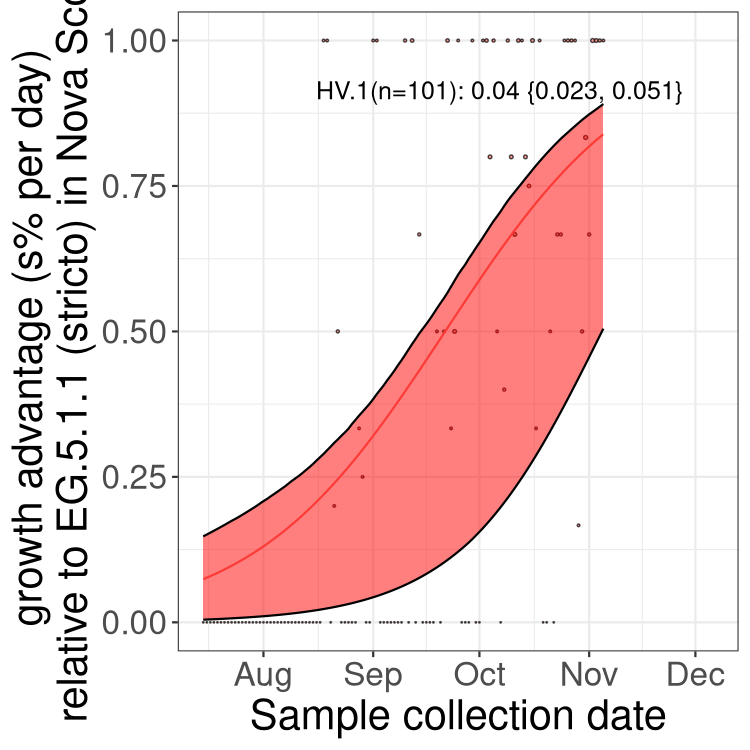 growth advantage (s% per day)
relative to EG.5.1.1 (stricto) in Nova Sco
1.00
0.75
0.50
0.25
0.00
HV.1(n=101): 0.04 {0.023, 0.051}
Aug Sep Oct Nov Dec
Sample collection date